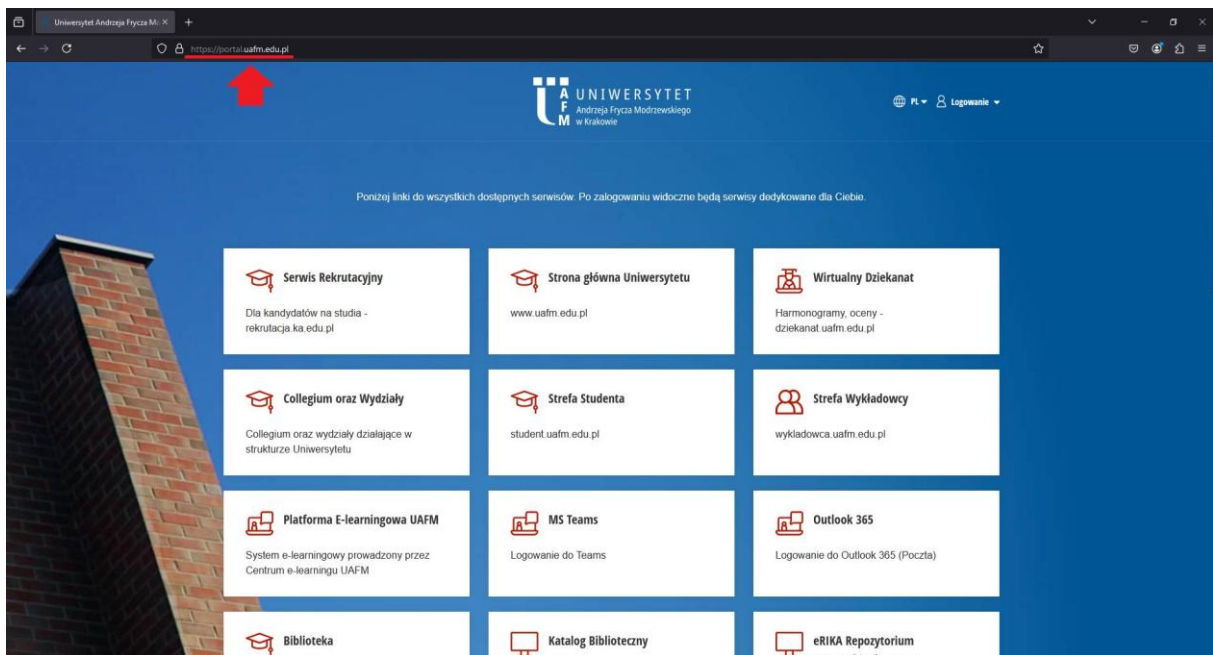 Uniwersytet Andrzeja Frycza Mo
https://portal.uafm.edu.pl
AFM
UNIWERSYTET
Andrzeja Frycza Modrzewskiego
w Krakowie
PL
Logowanie
Poniżej linki do wszystkich dostępnych serwisów. Po zalogowaniu widoczne będą serwisy dedykowane dla Ciebie.
Serwis Rekrutacyjny
Dla kandydatów na studia -
rekrutacja.ka.edu.pl
Strona główna Uniwersytetu
www.uafm.edu.pl
Wirtualny Dziekanat
Harmonogramy, oceny -
dziekanat.uafm.edu.pl
Collegium oraz Wydziały
Collegium oraz wydziały działające w
strukturze Uniwersytetu
Strefa Studenta
student.uafm.edu.pl
Strefa Wykładowcy
wykladowca.uafm.edu.pl
Platforma E-learningowa UAFM
System e-learningowy prowadzony przez
Centrum e-learningu UAFM
MS Teams
Logowanie do Teams
Outlook 365
Logowanie do Outlook 365 (Poczta)
Biblioteka
Katalog Biblioteczny
eRIKA Repozytorium